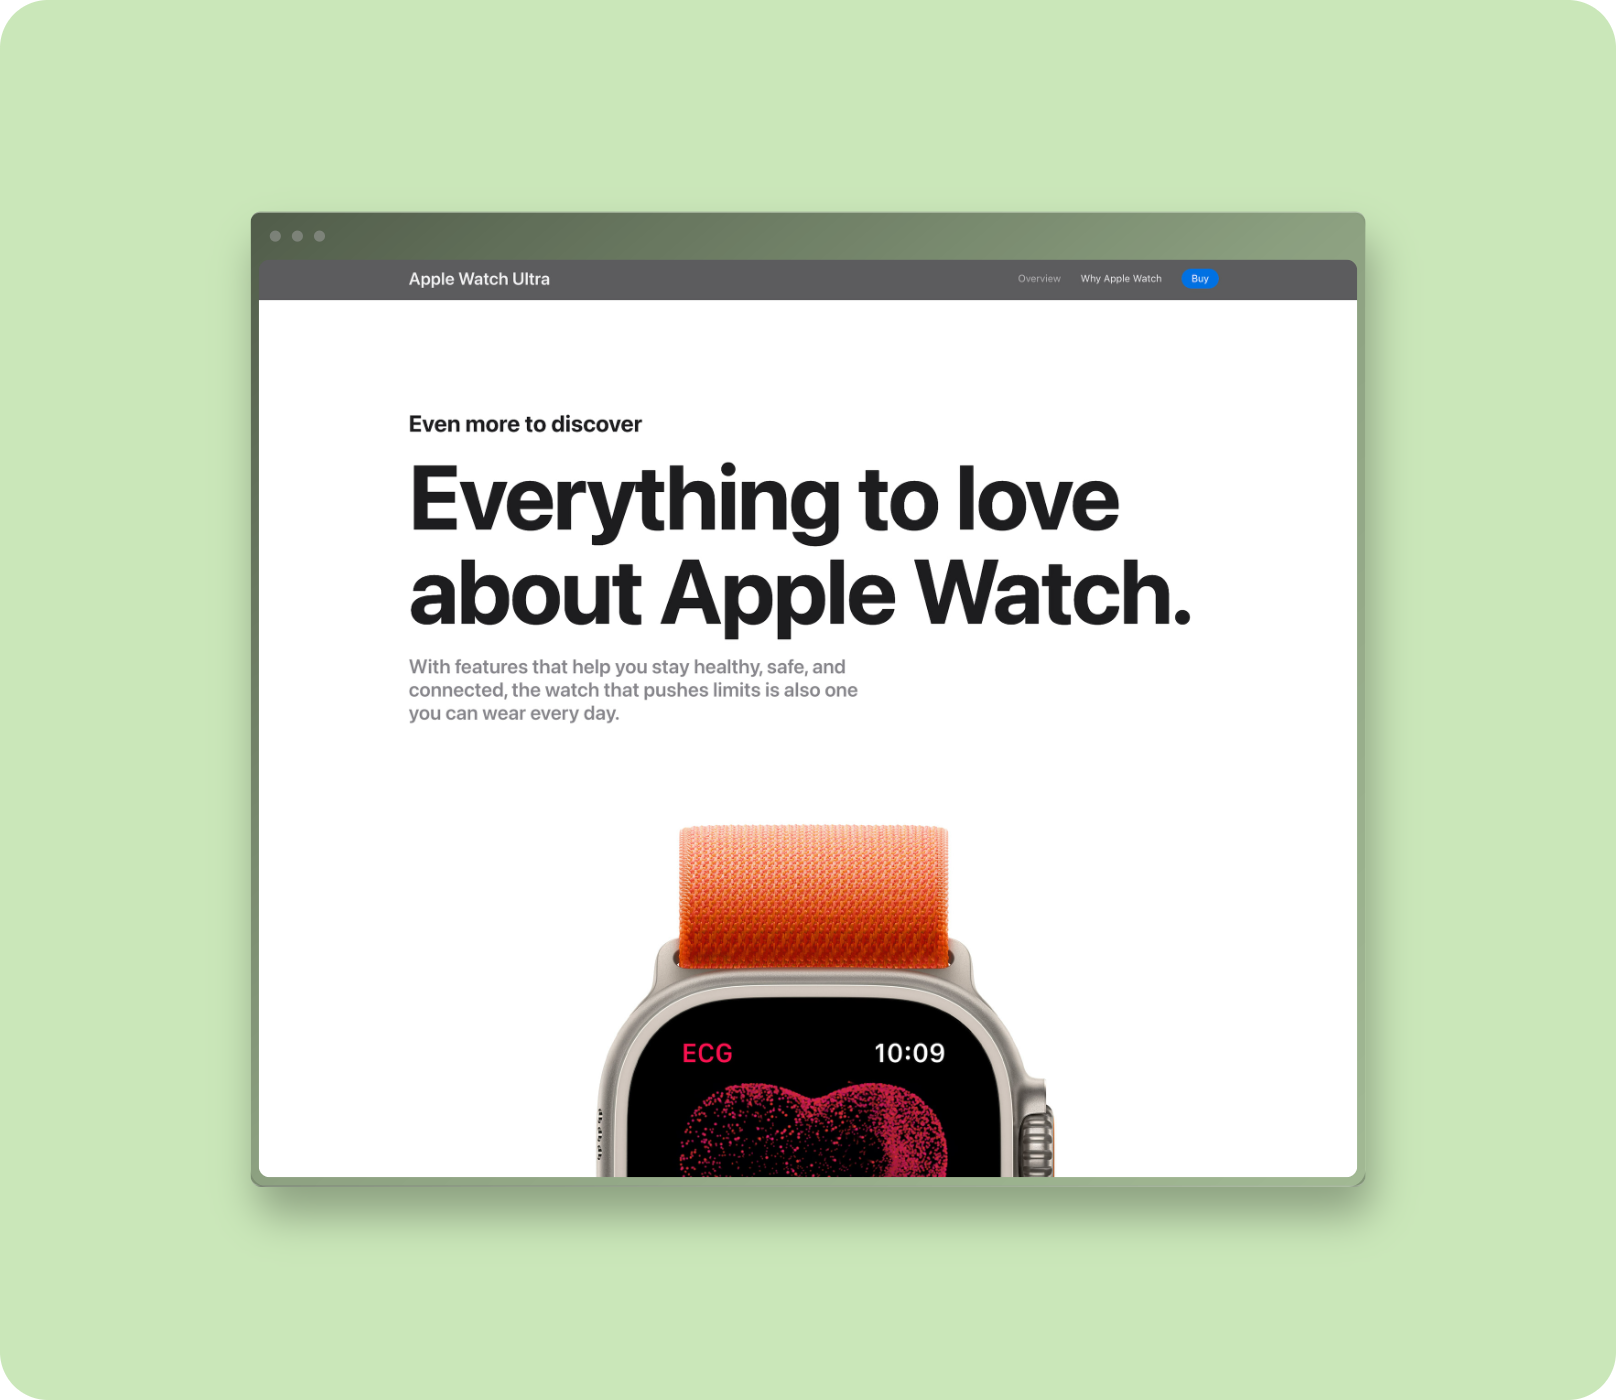 Apple Watch Ultra
Overview Why Apple Watch Buy
Even more to discover
Everything to love
about Apple Watch.
With features that help you stay healthy, safe, and
connected, the watch that pushes limits is also one
you can wear every day.
ECG 10:09